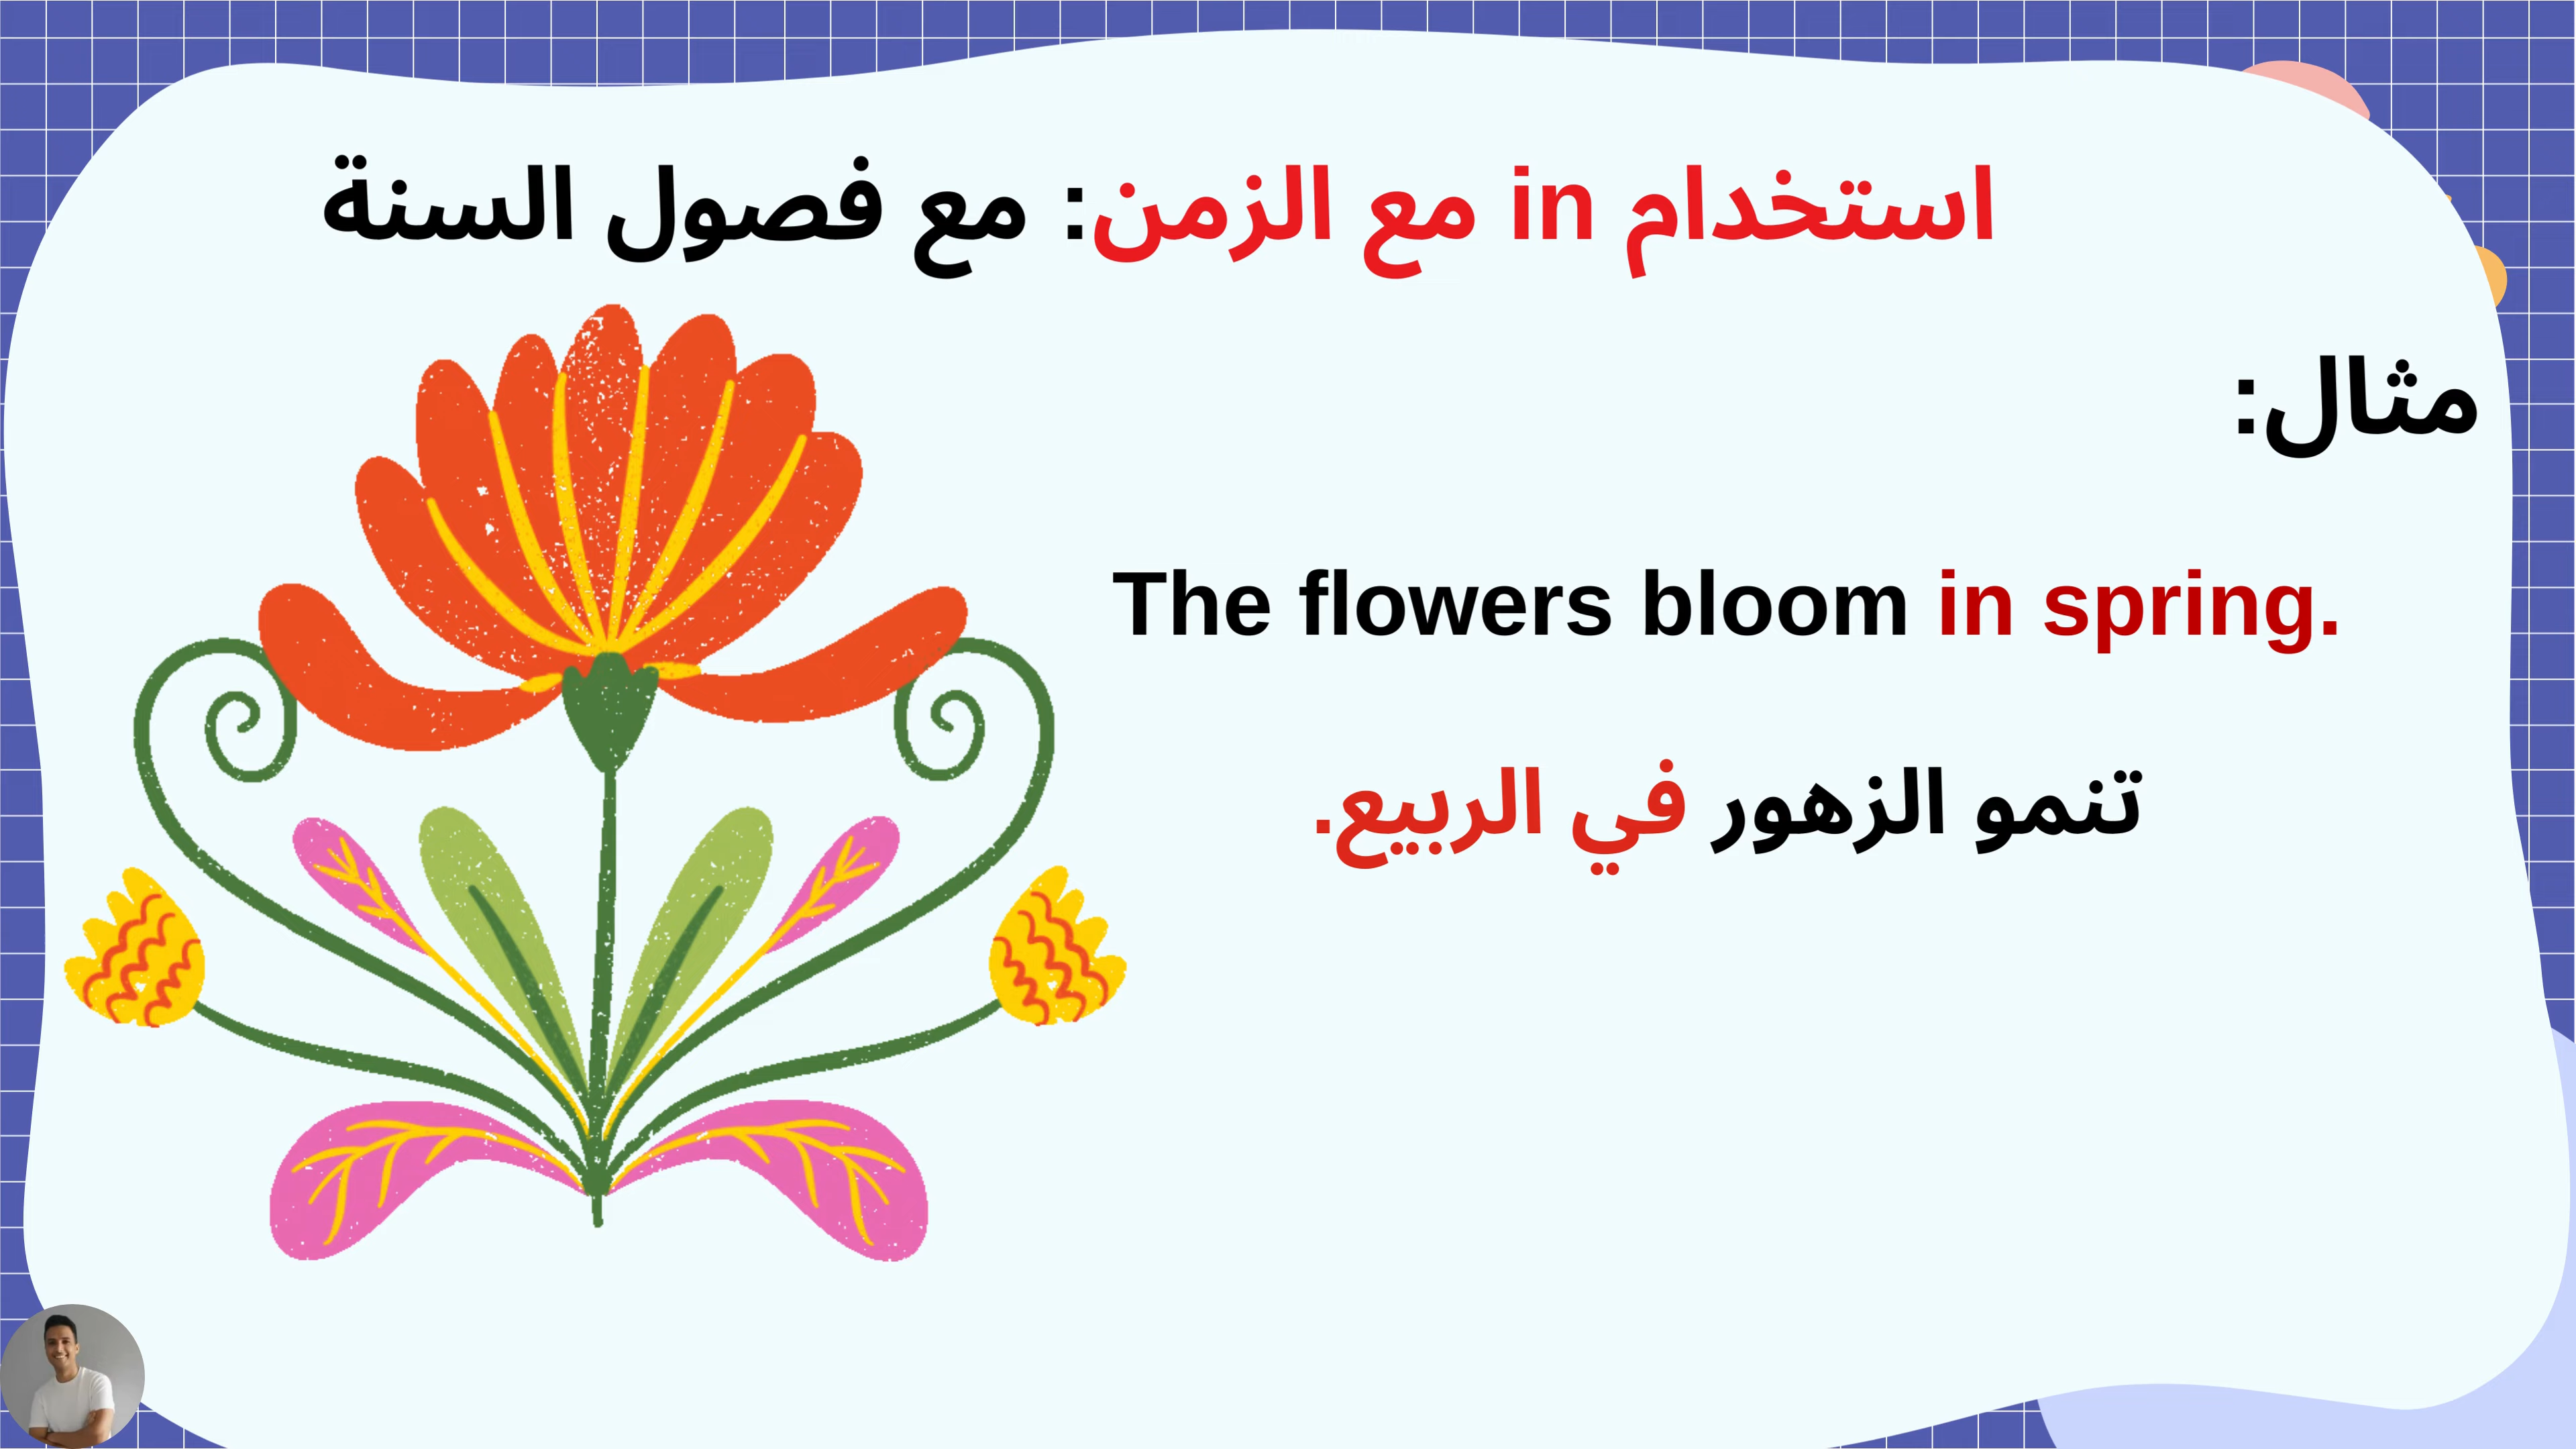 استخدام in مع الزمن: مع فصول السنة
مثال:
The flowers bloom in spring.
تنمو الزهور في الربيع.